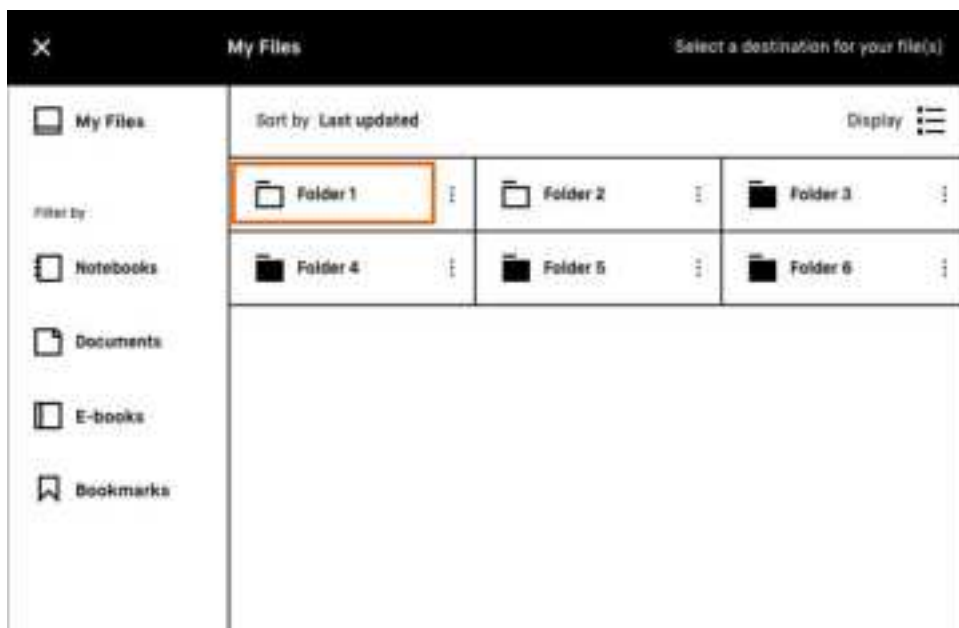 My Files
Select a destination for your file(s)
My Files
Sort by Last updated
Display
Filter by
Folder 1
Folder 2
Folder 3
Notebooks
Folder 4
Folder 5
Folder 6
Documents
E-books
Bookmarks